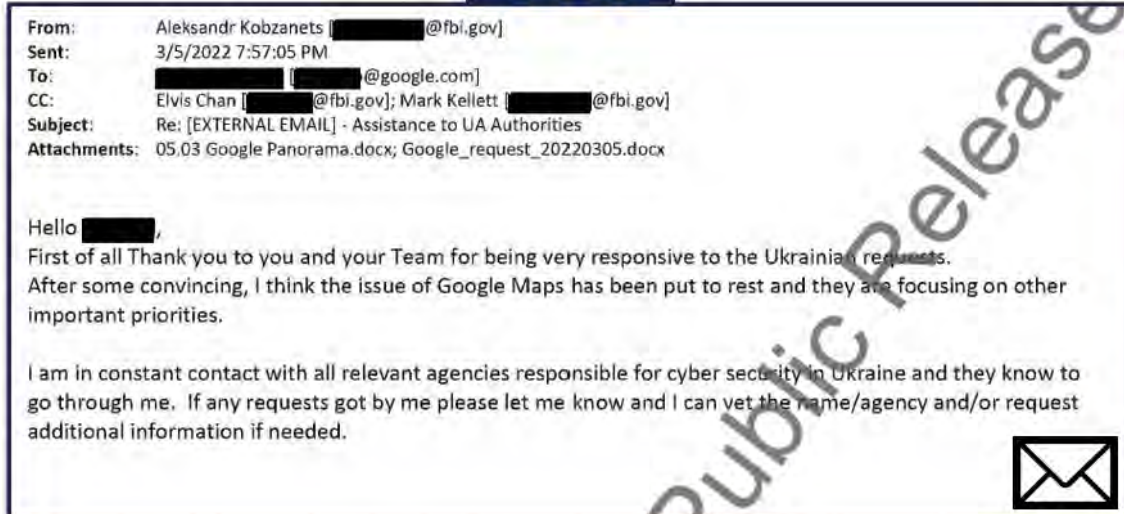 From: Aleksandr Kobzanets [ @fbi.gov]
Sent: 3/5/2022 7:57:05 PM
To: [ @google.com]
CC: Elvis Chan [ @fbi.gov]; Mark Kellett [ @fbi.gov]
Subject: Re: [EXTERNAL EMAIL] - Assistance to UA Authorities
Attachments: 05.03 Google Panorama.docx; Google_request_20220305.docx
Hello ,
First of all Thank you to you and your Team for being very responsive to the Ukrainian requests.
After some convincing, I think the issue of Google Maps has been put to rest and they are focusing on other
important priorities.
I am in constant contact with all relevant agencies responsible for cyber security in Ukraine and they know to
go through me. If any requests got by me please let me know and I can vet the name/agency and/or request
additional information if needed.
Public Release